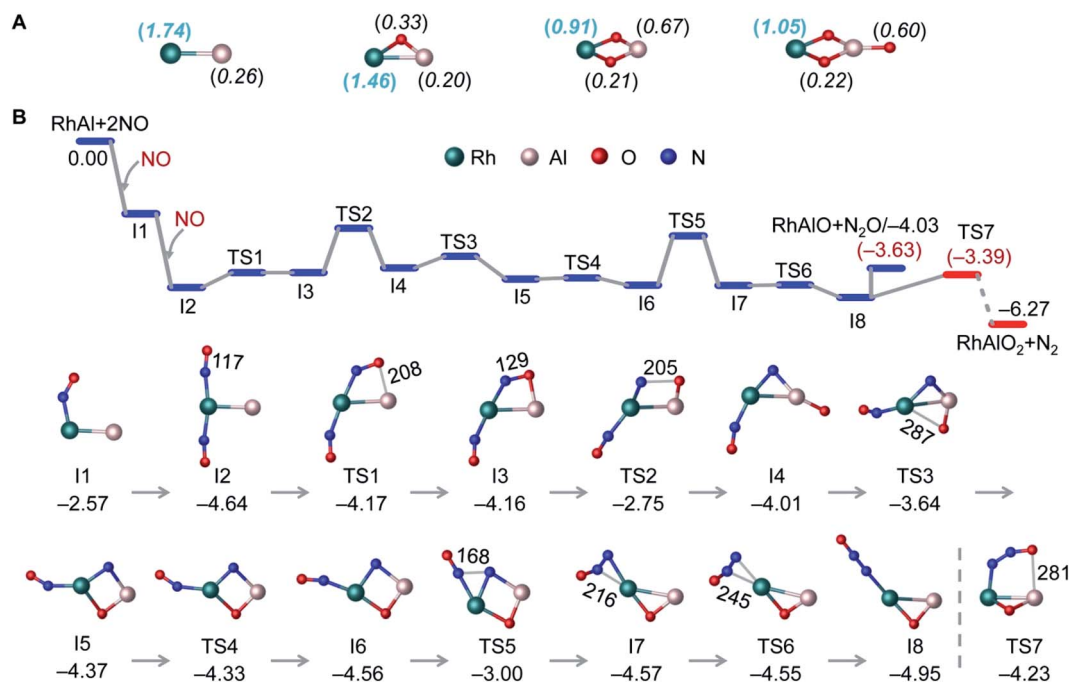 A
(1.74)
(0.26)
(0.33)
(1.46)
(0.20)
(0.91)
(0.67)
(0.21)
(1.05)
(0.60)
(0.22)
B
RhAl+2NO
0.00
NO
NO
Rh Al O N
I1
I2
TS1
I3
TS2
I4
TS3
I5
TS4
I6
TS5
I7
TS6
I8
RhAlO+N₂O/–4.03
(–3.63)
TS7
(–3.39)
–6.27
RhAlO₂+N₂
117
208
129
205
287
I1 I2 TS1 I3 TS2 I4 TS3
–2.57 –4.64 –4.17 –4.16 –2.75 –4.01 –3.64
168
216
245
281
I5 TS4 I6 TS5 I7 TS6 I8 TS7
–4.37 –4.33 –4.56 –3.00 –4.57 –4.55 –4.95 –4.23